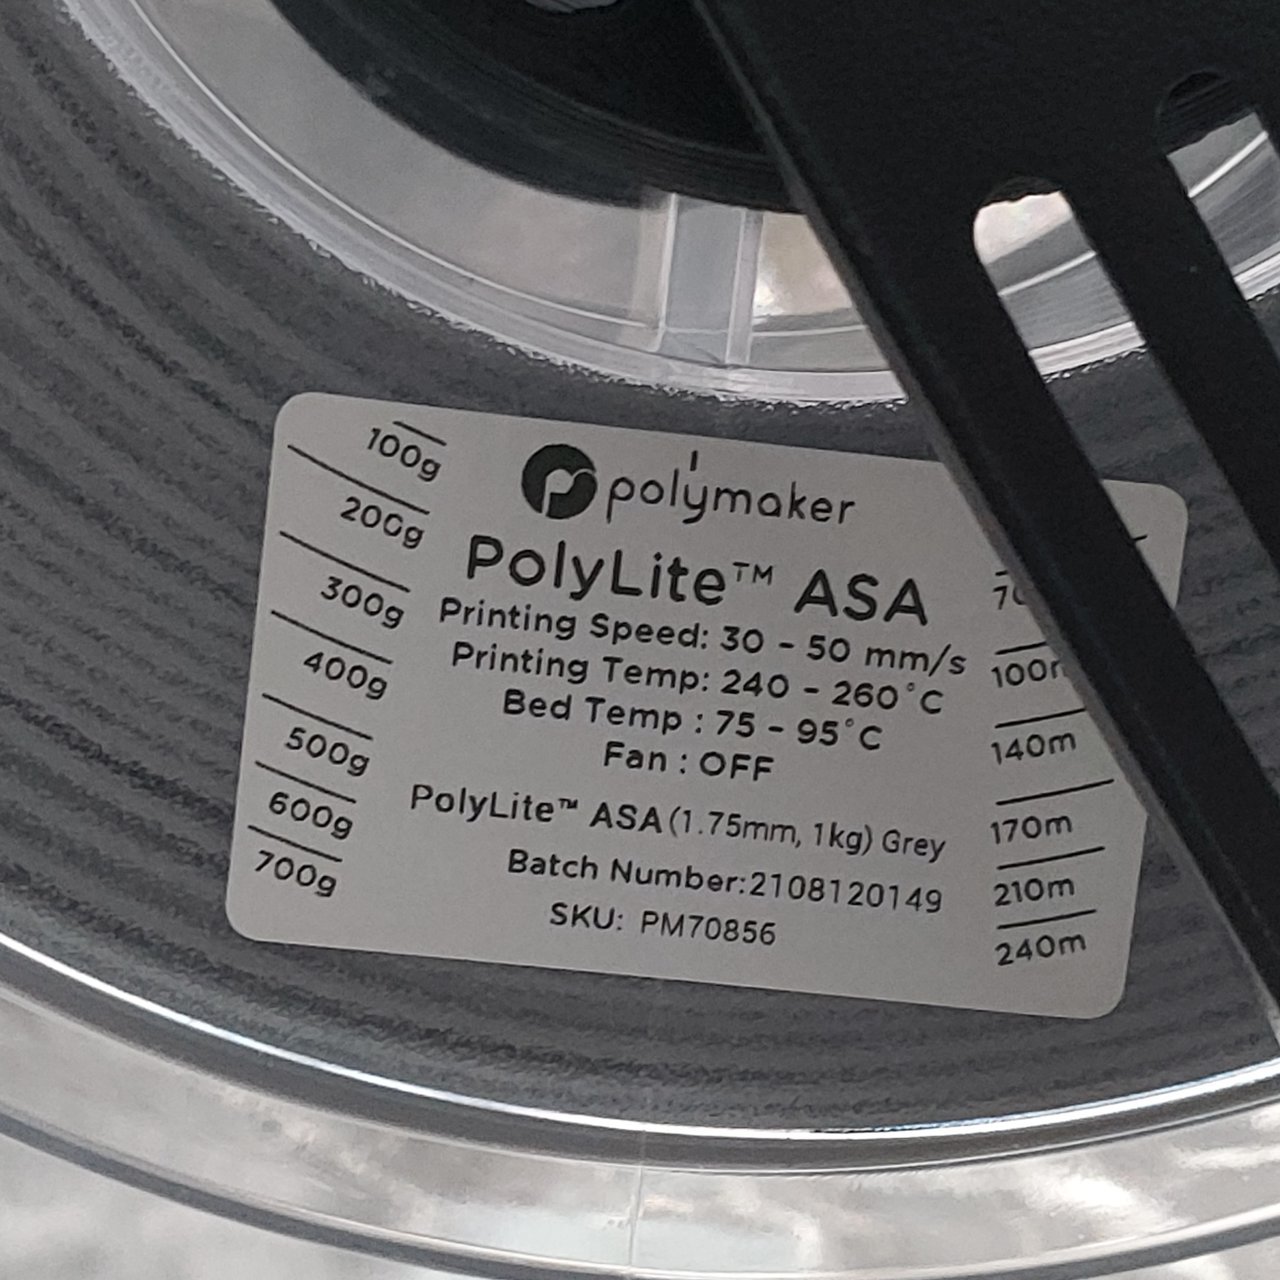 polymaker
PolyLite™ ASA
Printing Speed: 30 - 50 mm/s
Printing Temp: 240 - 260°C
Bed Temp : 75 - 95°C
Fan : OFF
PolyLite™ ASA(1.75mm, 1kg) Grey
Batch Number:2108120149
SKU: PM70856
100g
200g
300g
400g
500g
600g
700g
140m
170m
210m
240m